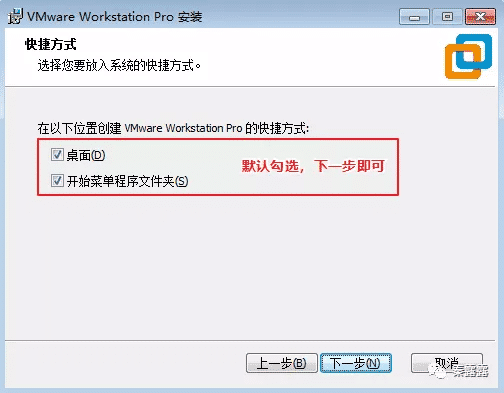 VMware Workstation Pro 安装
快捷方式
选择您要放入系统的快捷方式。
在以下位置创建 VMware Workstation Pro 的快捷方式:
桌面(D)
默认勾选，下一步即可
开始菜单程序文件夹(S)
上一步(B)
下一步(N)
取消
秦露露